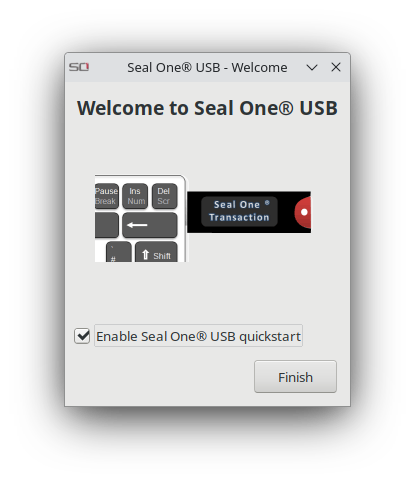 SO
Seal One® USB - Welcome
Welcome to Seal One® USB
Pause
Break
Ins
Num
Del
Scr
Seal One ®
Transaction
#
Shift
Enable Seal One® USB quickstart
Finish